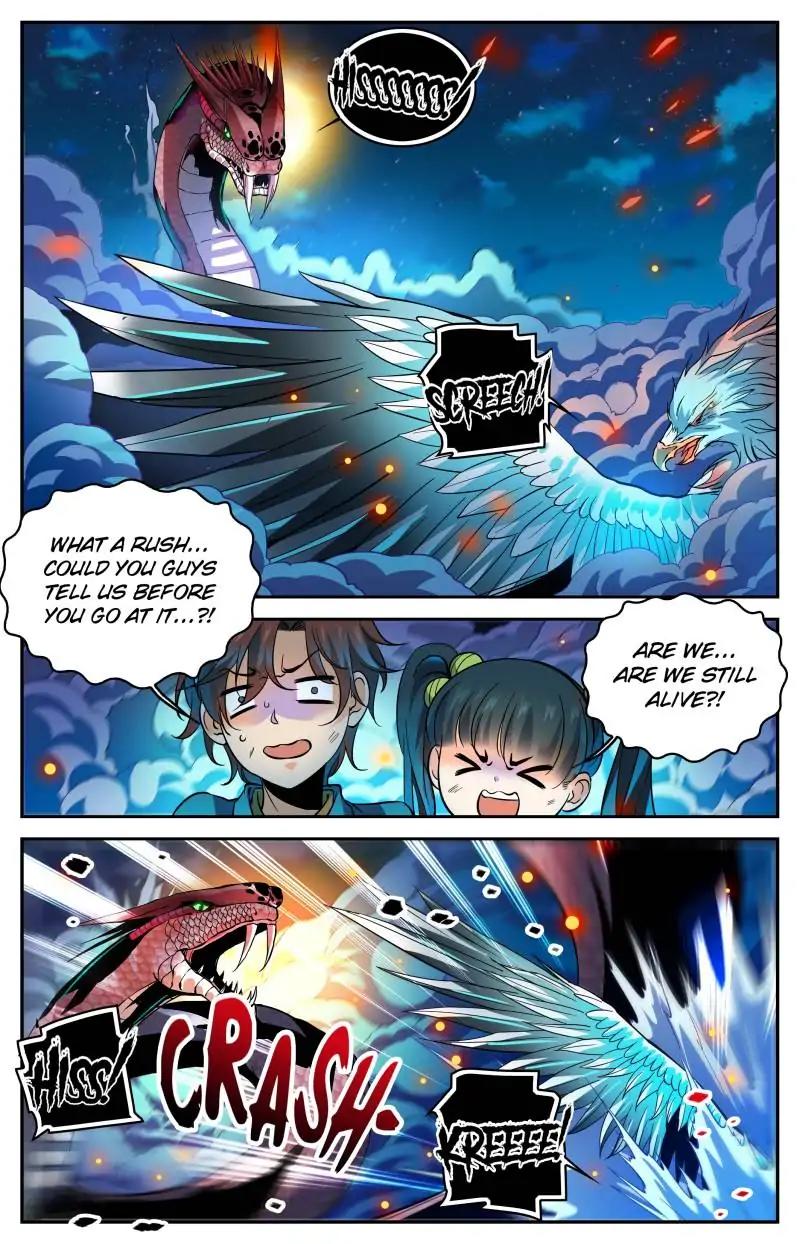 HISSSSSSSS!
SCREECH!
WHAT A RUSH...
COULD YOU GUYS
TELL US BEFORE
YOU GO AT IT...?!
ARE WE...
ARE WE STILL
ALIVE?!
HISS!
CRASH-
KREEEE!